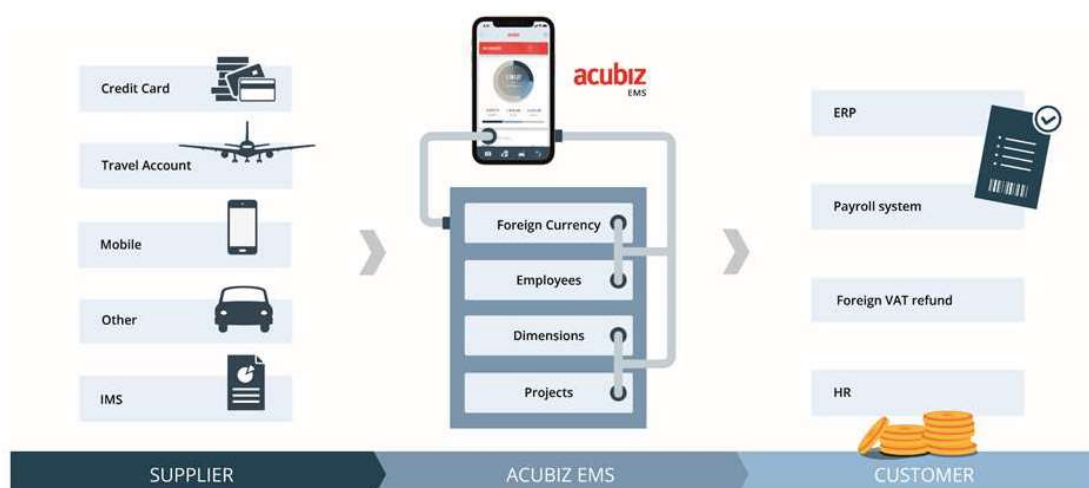 Credit Card
Travel Account
Mobile
Other
IMS
acubiz
EMS
Foreign Currency
Employees
Dimensions
Projects
ERP
Payroll system
Foreign VAT refund
HR
SUPPLIER
ACUBIZ EMS
CUSTOMER